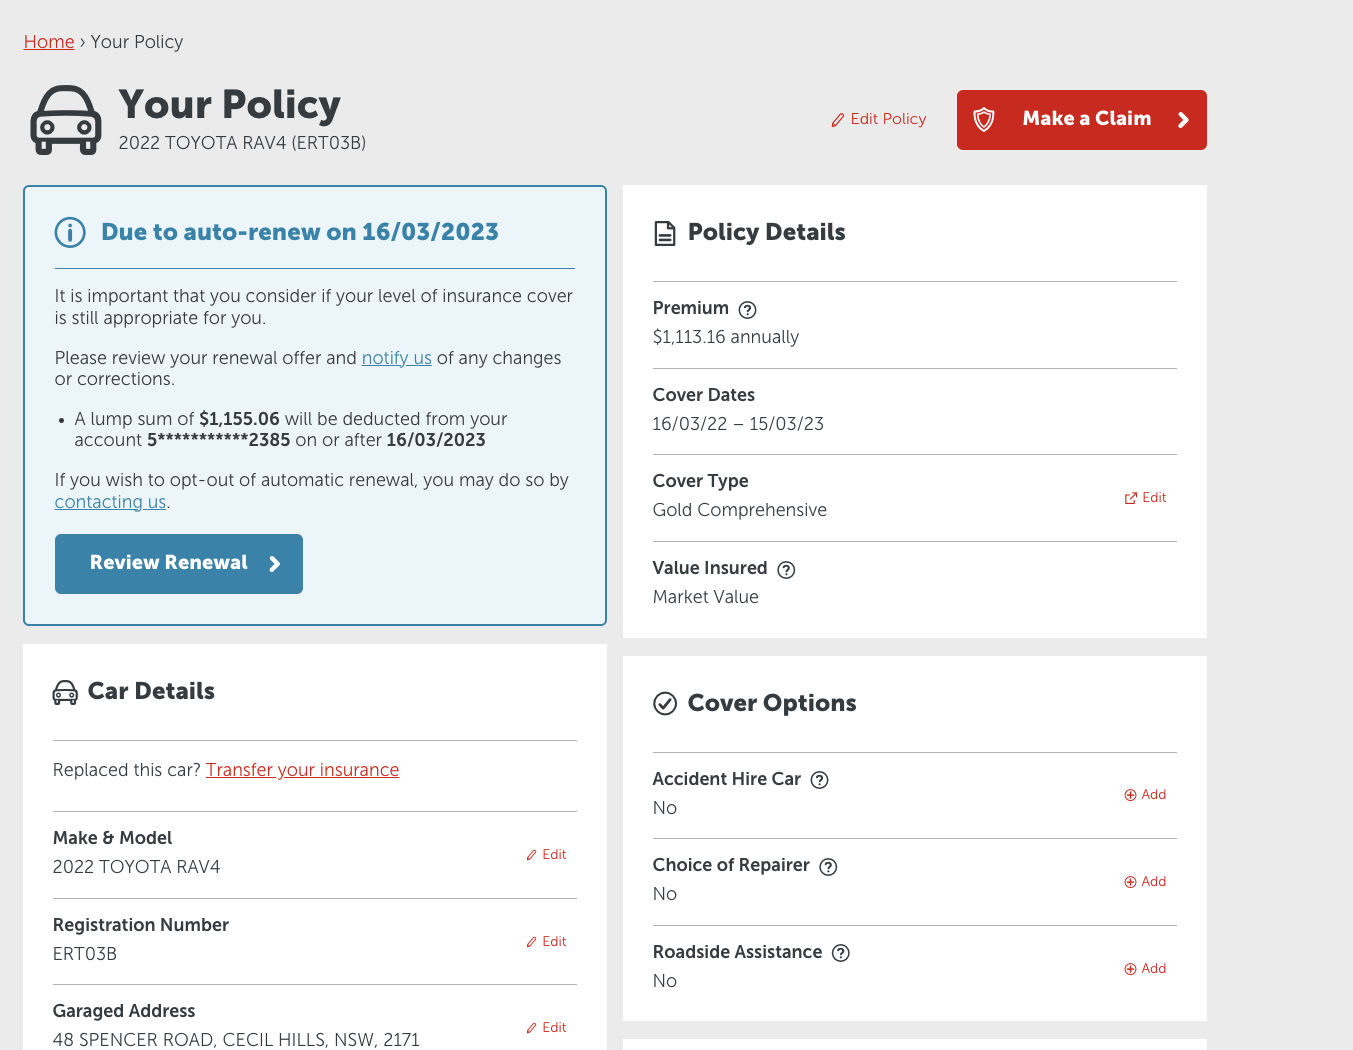 Home › Your Policy
Your Policy
2022 TOYOTA RAV4 (ERT03B)
Edit Policy
Make a Claim
Due to auto-renew on 16/03/2023
It is important that you consider if your level of insurance cover
is still appropriate for you.
Please review your renewal offer and notify us of any changes
or corrections.
• A lump sum of $1,155.06 will be deducted from your
account 5***********2385 on or after 16/03/2023
If you wish to opt-out of automatic renewal, you may do so by
contacting us.
Review Renewal
Car Details
Replaced this car? Transfer your insurance
Make & Model
2022 TOYOTA RAV4
Edit
Registration Number
ERT03B
Edit
Garaged Address
48 SPENCER ROAD, CECIL HILLS, NSW, 2171
Edit
Policy Details
Premium
$1,113.16 annually
Cover Dates
16/03/22 – 15/03/23
Cover Type
Gold Comprehensive
Edit
Value Insured
Market Value
Cover Options
Accident Hire Car
No
Add
Choice of Repairer
No
Add
Roadside Assistance
No
Add